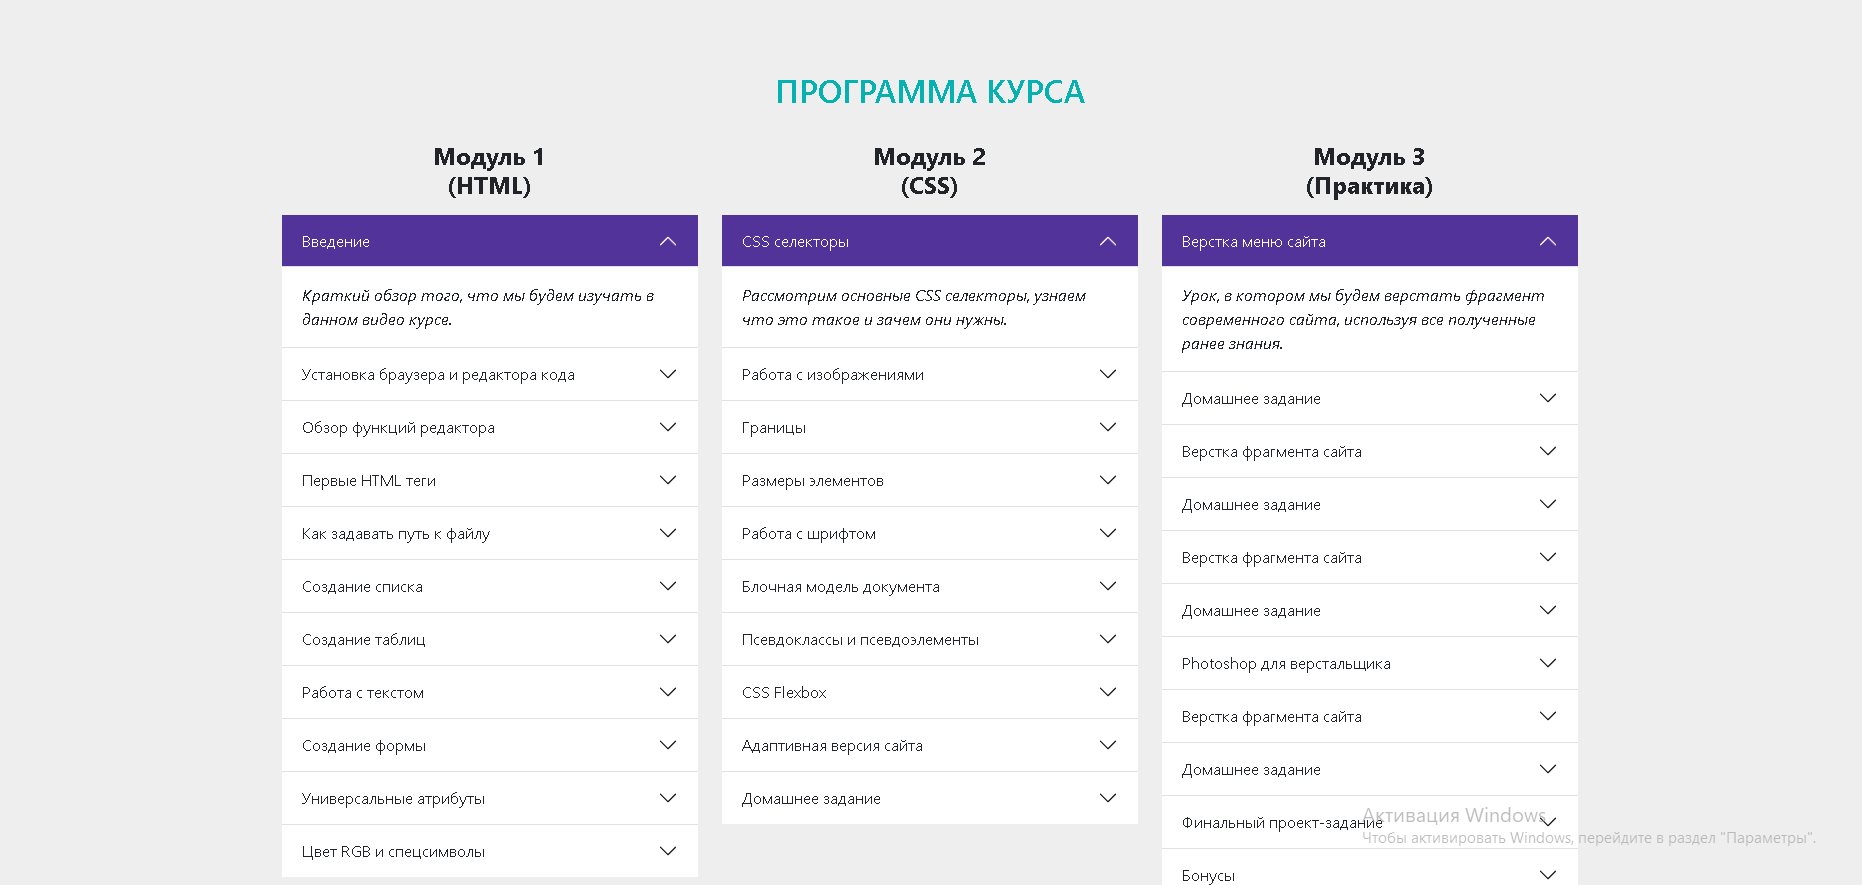 ПРОГРАММА КУРСА
Модуль 1
(HTML)
Введение
Краткий обзор того, что мы будем изучать в
данном видео курсе.
Установка браузера и редактора кода
Обзор функций редактора
Первые HTML теги
Как задавать путь к файлу
Создание списка
Создание таблиц
Работа с текстом
Создание формы
Универсальные атрибуты
Цвет RGB и спецсимволы
Модуль 2
(CSS)
CSS селекторы
Рассмотрим основные CSS селекторы, узнаем
что это такое и зачем они нужны.
Работа с изображениями
Границы
Размеры элементов
Работа с шрифтом
Блочная модель документа
Псевдоклассы и псевдоэлементы
CSS Flexbox
Адаптивная версия сайта
Домашнее задание
Модуль 3
(Практика)
Верстка меню сайта
Урок, в котором мы будем верстать фрагмент
современного сайта, используя все полученные
ранее знания.
Домашнее задание
Верстка фрагмента сайта
Домашнее задание
Верстка фрагмента сайта
Домашнее задание
Photoshop для верстальщика
Верстка фрагмента сайта
Домашнее задание
Финальный проект-задание
Бонусы
Активация Windows
Чтобы активировать Windows, перейдите в раздел "Параметры".